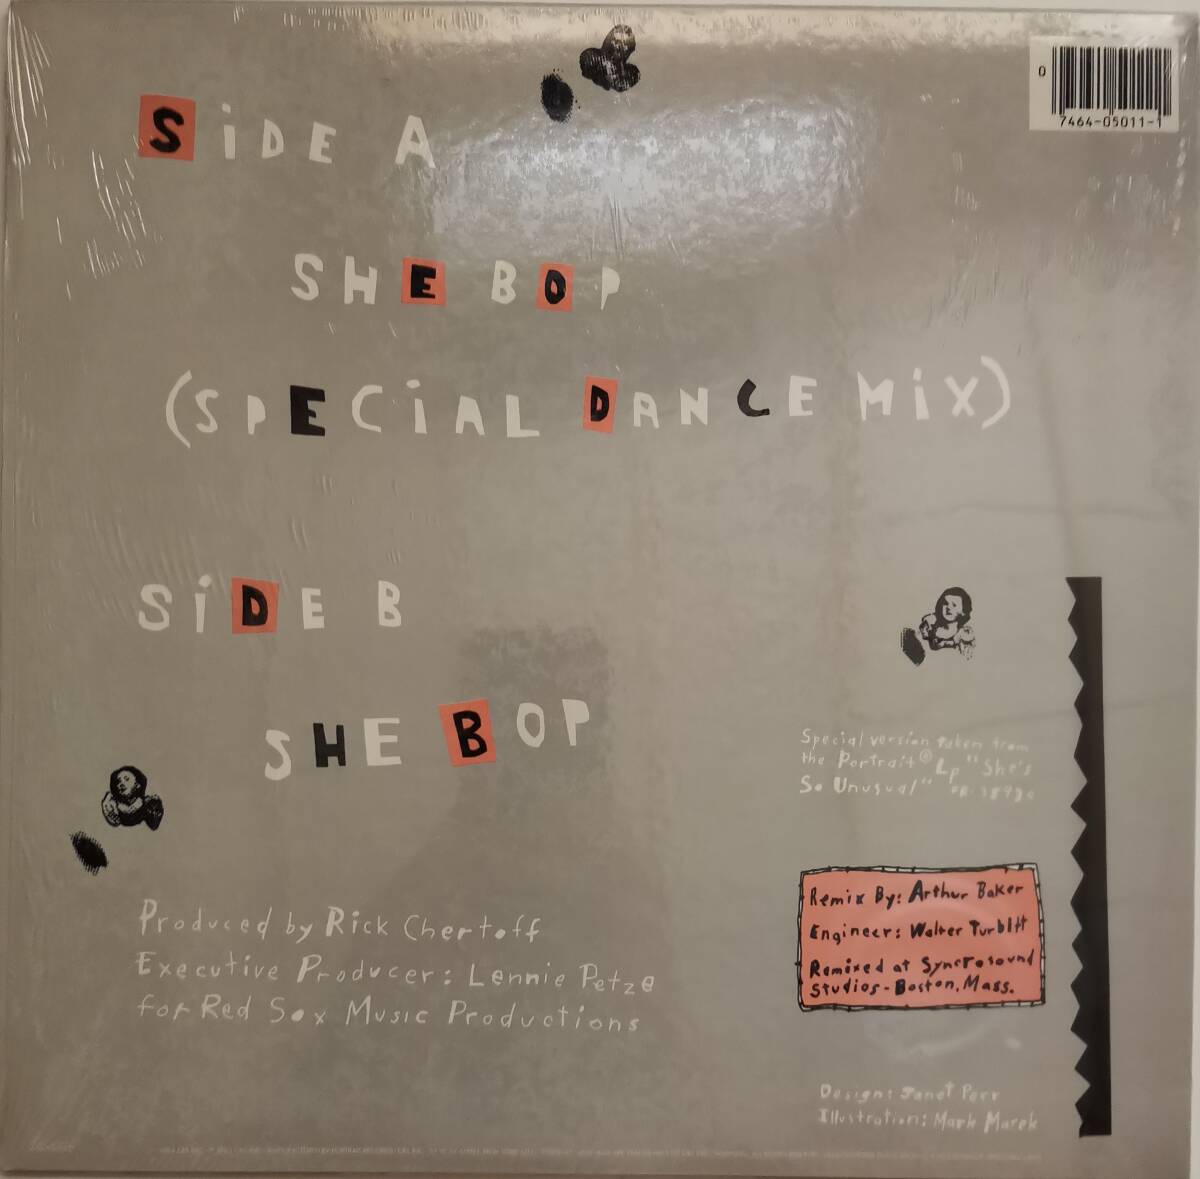 0
7464-05011-1
SiDE A
SHE BOP
(SPECiAL DANCE MiX)
SiDE B
SHE BOP
Special version taken from
the Portrait® Lp "She's
So Unusual"
Remix By: Arthur Baker
Engineer: Walter Turbitt
Remixed at Syncrosound
Studios-Boston, Mass.
Produced by Rick Chertoff
Executive Producer: Lennie Petze
for Red Sox Music Productions
Design: Janet Perr
Illustration: Mark Marek